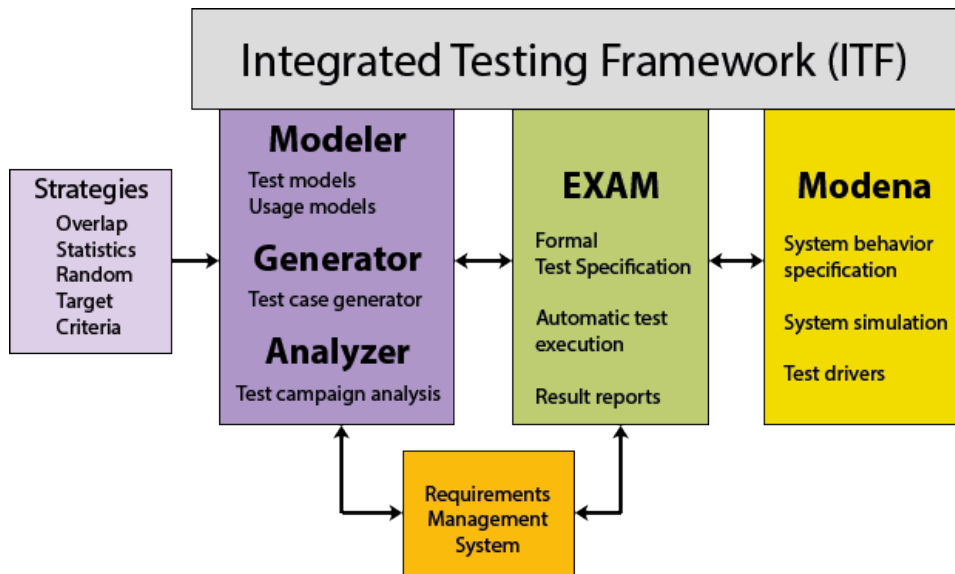 Integrated Testing Framework (ITF)
Strategies
Overlap
Statistics
Random
Target
Criteria
Modeler
Test models
Usage models
Generator
Test case generator
Analyzer
Test campaign analysis
EXAM
Formal
Test Specification
Automatic test
execution
Result reports
Modena
System behavior
specification
System simulation
Test drivers
Requirements
Management
System